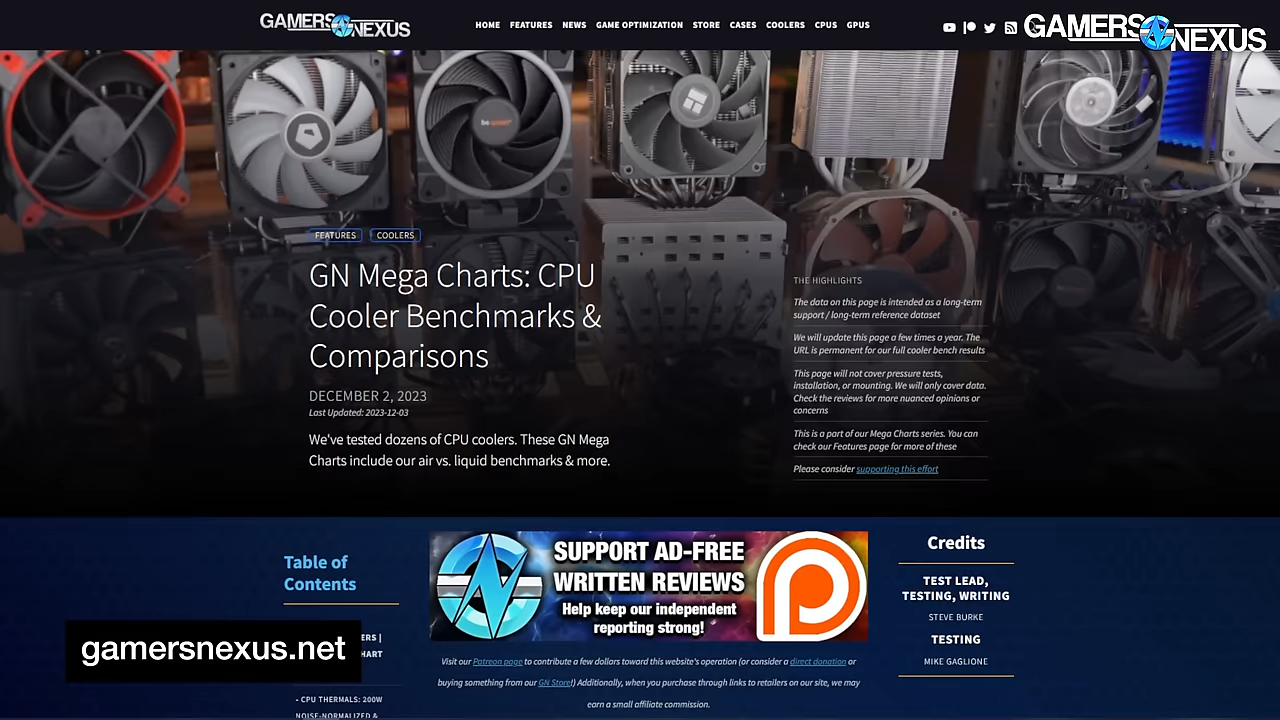 GAMERS NEXUS
HOME FEATURES NEWS GAME OPTIMIZATION STORE CASES COOLERS CPUS GPUS
GAMERS NEXUS
be quiet!
FEATURES COOLERS
GN Mega Charts: CPU
Cooler Benchmarks &
Comparisons
DECEMBER 2, 2023
Last Updated: 2023-12-03
We've tested dozens of CPU coolers. These GN Mega
Charts include our air vs. liquid benchmarks & more.
THE HIGHLIGHTS
The data on this page is intended as a long-term
support / long-term reference dataset
We will update this page a few times a year. The
URL is permanent for our full cooler bench results
This page will not cover pressure tests,
installation, or mounting. We will only cover data.
Check the reviews for more nuanced opinions or
concerns
This is a part of our Mega Charts series. You can
check our Features page for more of these
Please consider supporting this effort
Table of
Contents
ERS |
HART
- CPU THERMALS: 200W
NOISE-NORMALIZED &
gamersnexus.net
SUPPORT AD-FREE
WRITTEN REVIEWS
Help keep our independent
reporting strong!
Visit our Patreon page to contribute a few dollars toward this website's operation (or consider a direct donation or
buying something from our GN Store!) Additionally, when you purchase through links to retailers on our site, we may
earn a small affiliate commission.
Credits
TEST LEAD,
TESTING, WRITING
STEVE BURKE
TESTING
MIKE GAGLIONE